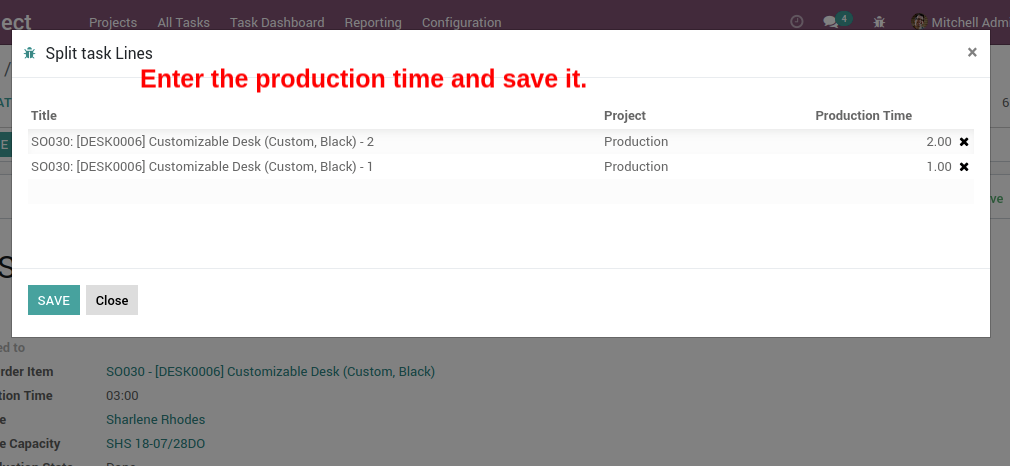 ect Projects All Tasks Task Dashboard Reporting Configuration 4 Mitchell Adm
Split task Lines ×
Enter the production time and save it.
Title Project Production Time
SO030: [DESK0006] Customizable Desk (Custom, Black) - 2 Production 2.00
SO030: [DESK0006] Customizable Desk (Custom, Black) - 1 Production 1.00
SAVE Close
ed to
rder Item SO030 - [DESK0006] Customizable Desk (Custom, Black)
tion Time 03:00
e Sharlene Rhodes
e Capacity SHS 18-07/28DO